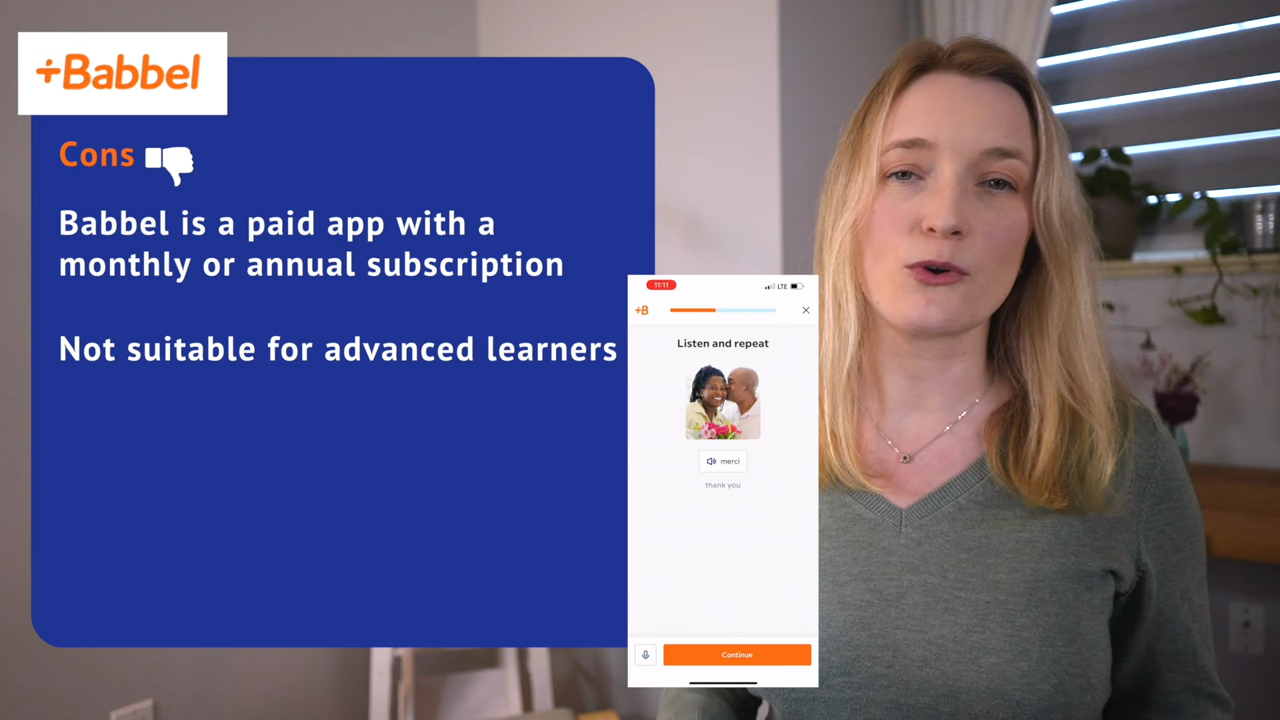 +Babbel
Cons
Babbel is a paid app with a
monthly or annual subscription
Not suitable for advanced learners
11:11
LTE
+B
Listen and repeat
merci
thank you
Continue